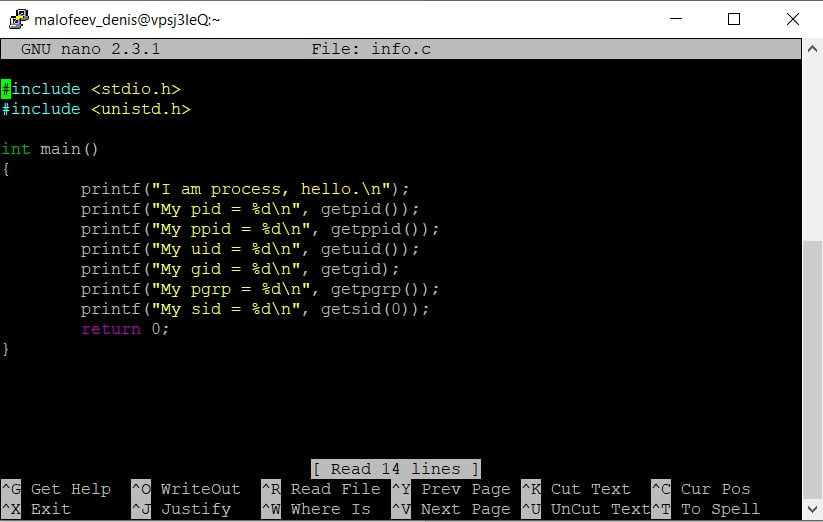 malofeev_denis@vpsj3leQ:~
GNU nano 2.3.1 File: info.c
#include <stdio.h>
#include <unistd.h>
int main()
{
printf("I am process, hello.\n");
printf("My pid = %d\n", getpid());
printf("My ppid = %d\n", getppid());
printf("My uid = %d\n", getuid());
printf("My gid = %d\n", getgid);
printf("My pgrp = %d\n", getpgrp());
printf("My sid = %d\n", getsid(0));
return 0;
}
[ Read 14 lines ]
^G Get Help ^O WriteOut ^R Read File ^Y Prev Page ^K Cut Text ^C Cur Pos
^X Exit ^J Justify ^W Where Is ^V Next Page ^U UnCut Text ^T To Spell